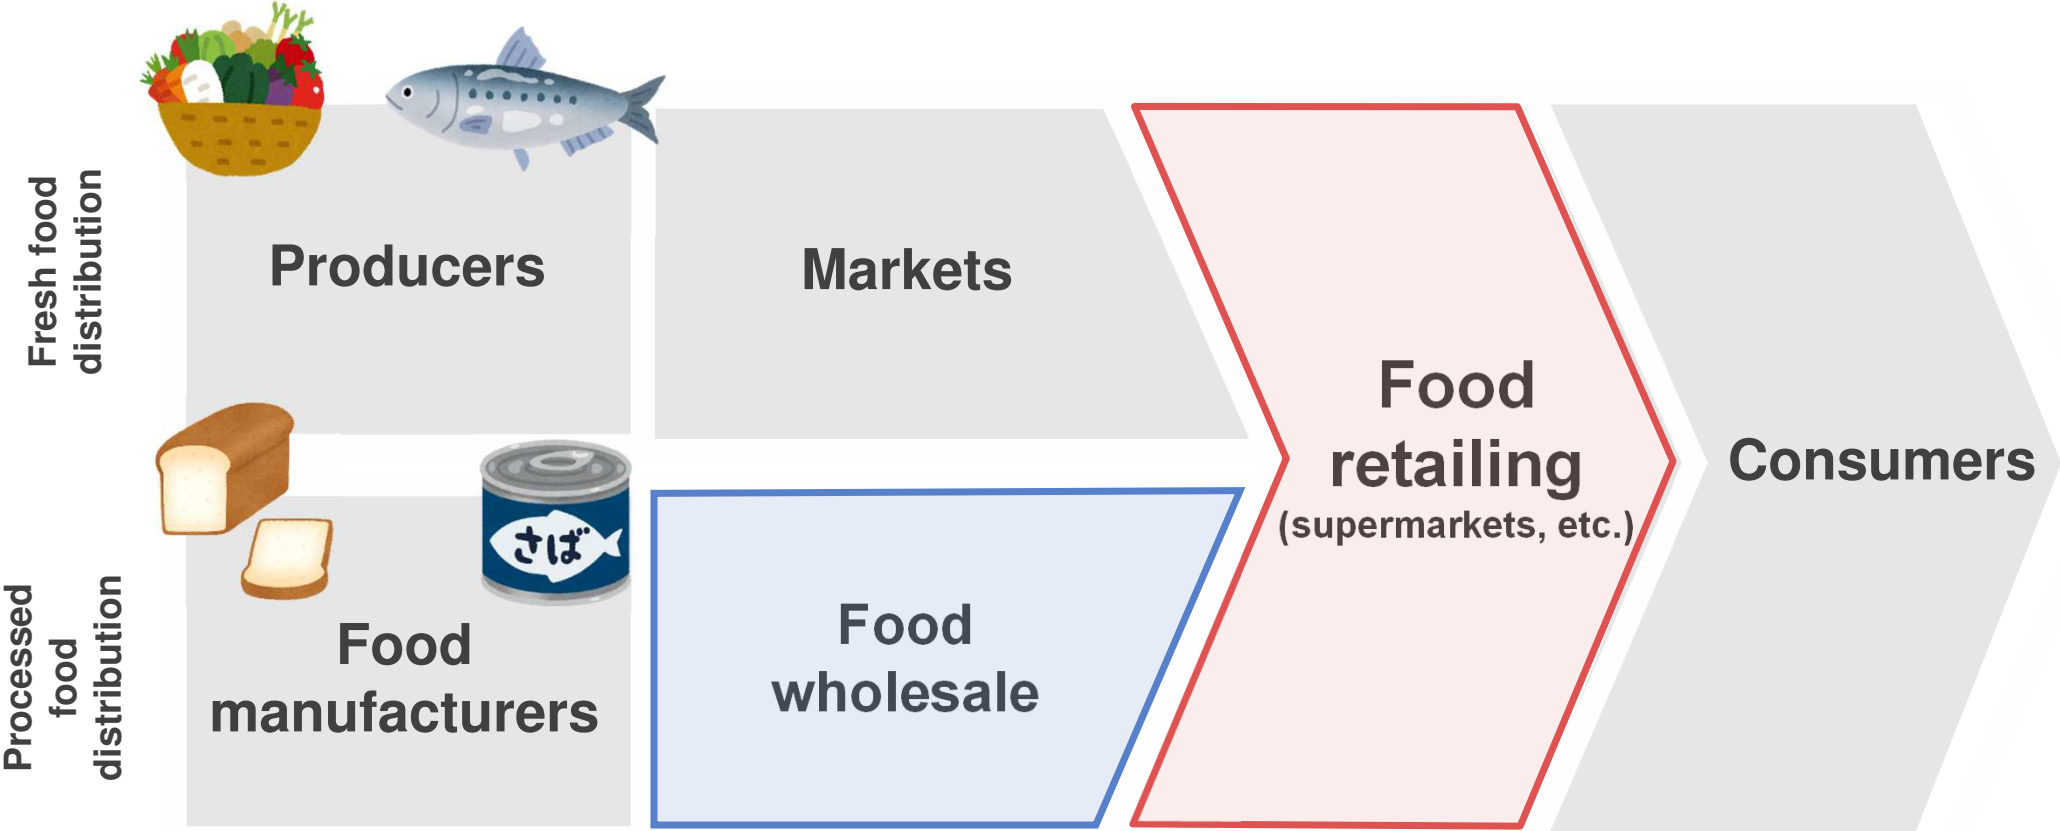 Fresh food
distribution
Producers
Markets
Processed
food
distribution
さば
Food
manufacturers
Food
wholesale
Food
retailing
(supermarkets, etc.)
Consumers